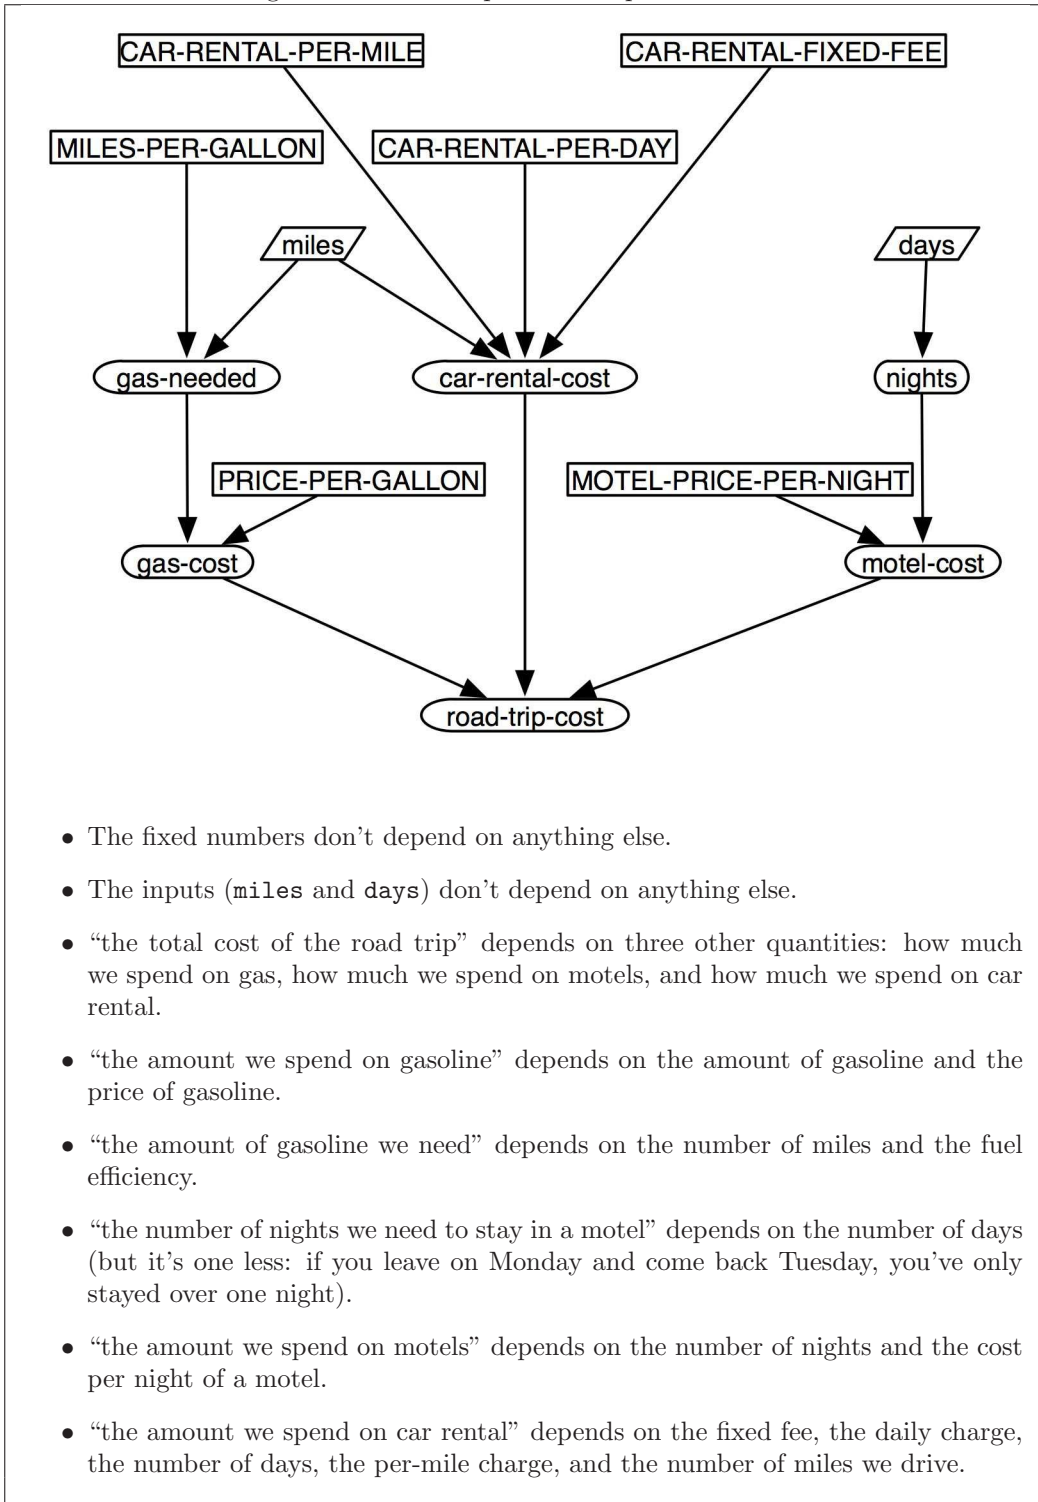 CAR-RENTAL-PER-MILE CAR-RENTAL-FIXED-FEE
MILES-PER-GALLON CAR-RENTAL-PER-DAY
miles days
gas-needed car-rental-cost nights
PRICE-PER-GALLON MOTEL-PRICE-PER-NIGHT
gas-cost motel-cost
road-trip-cost
• The fixed numbers don’t depend on anything else.
• The inputs (miles and days) don’t depend on anything else.
• “the total cost of the road trip” depends on three other quantities: how much
we spend on gas, how much we spend on motels, and how much we spend on car
rental.
• “the amount we spend on gasoline” depends on the amount of gasoline and the
price of gasoline.
• “the amount of gasoline we need” depends on the number of miles and the fuel
efficiency.
• “the number of nights we need to stay in a motel” depends on the number of days
(but it’s one less: if you leave on Monday and come back Tuesday, you’ve only
stayed over one night).
• “the amount we spend on motels” depends on the number of nights and the cost
per night of a motel.
• “the amount we spend on car rental” depends on the fixed fee, the daily charge,
the number of days, the per-mile charge, and the number of miles we drive.